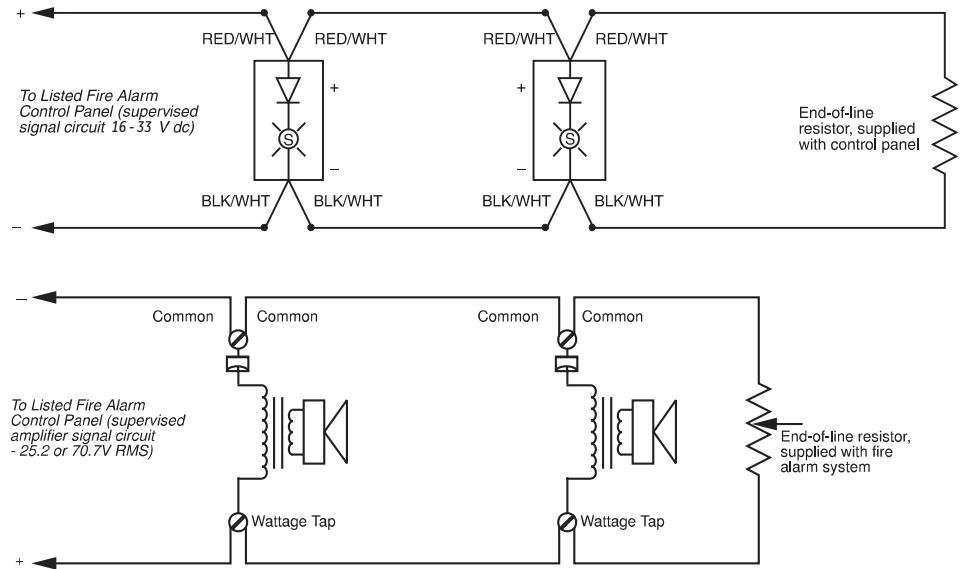 +
RED/WHT RED/WHT RED/WHT RED/WHT
To Listed Fire Alarm
Control Panel (supervised
signal circuit 16-33 V dc)
+ +
S S
– –
End-of-line
resistor, supplied
with control panel
BLK/WHT BLK/WHT BLK/WHT BLK/WHT
–
–
Common Common Common Common
To Listed Fire Alarm
Control Panel (supervised
amplifier signal circuit
- 25.2 or 70.7V RMS)
End-of-line resistor,
supplied with fire
alarm system
Wattage Tap Wattage Tap
+